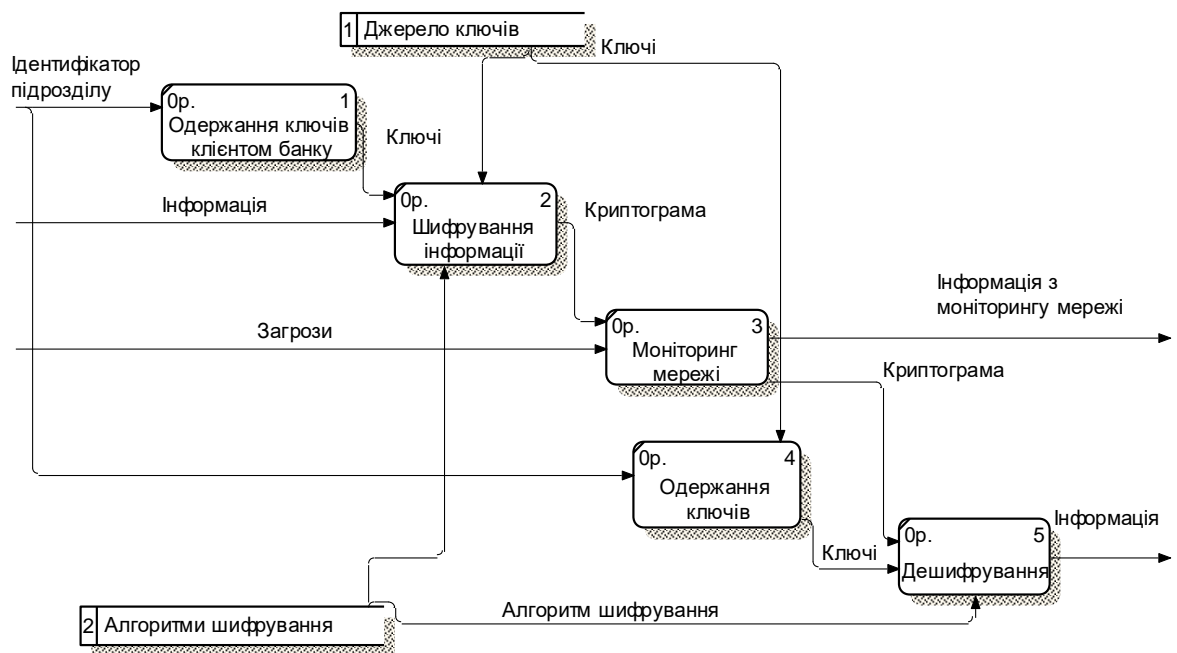 1 Джерело ключів
Ключі
Ідентифікатор
підрозділу
0р. 1
Одержання ключів
клієнтом банку
Ключі
Інформація
0р. 2
Шифрування
інформації
Криптограма
Інформація з
моніторингу мережі
Загрози
0р. 3
Моніторинг
мережі
Криптограма
0р. 4
Одержання
ключів
Ключі
0р. 5
Дешифрування
Інформація
Алгоритм шифрування
2 Алгоритми шифрування